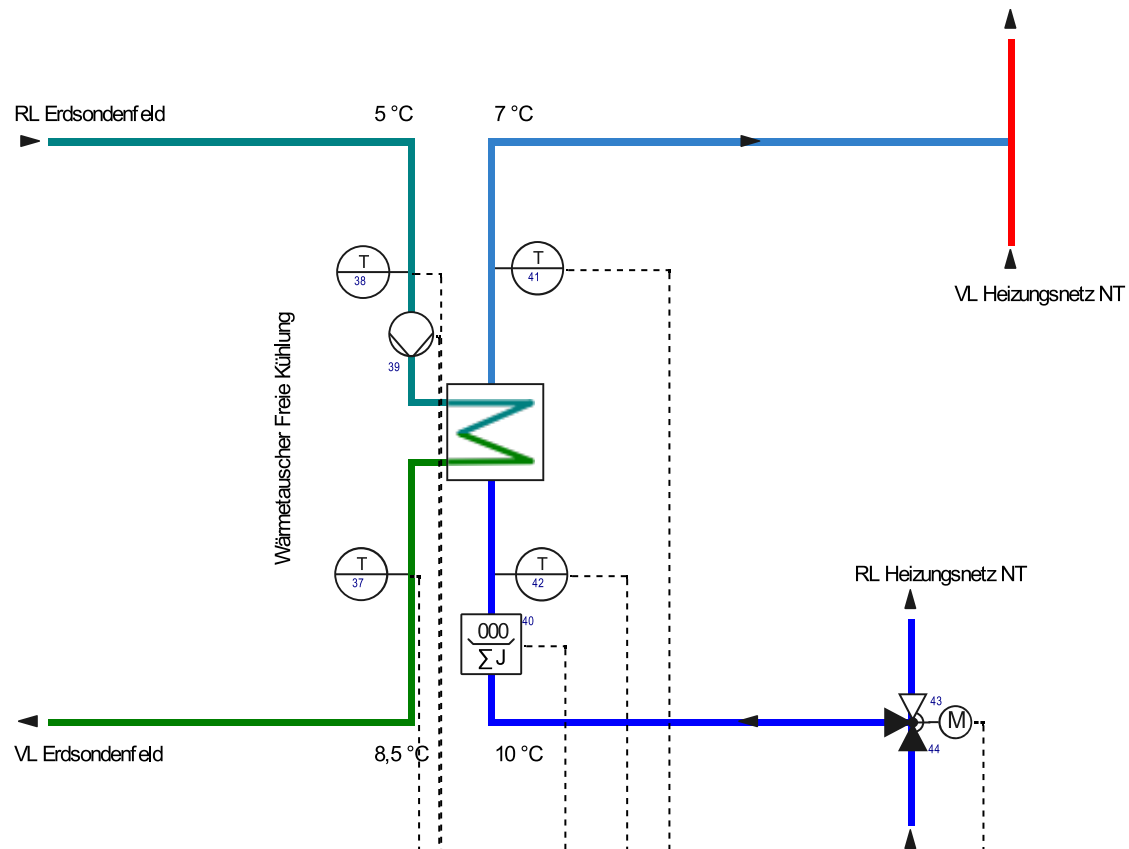 RL Erdsondenfeld
5 °C
7 °C
T
38
T
41
VL Heizungsnetz NT
39
Wärmetauscher Freie Kühlung
T
37
T
42
RL Heizungsnetz NT
40
000
∑J
43
M
44
VL Erdsondenfeld
8,5 °C
10 °C